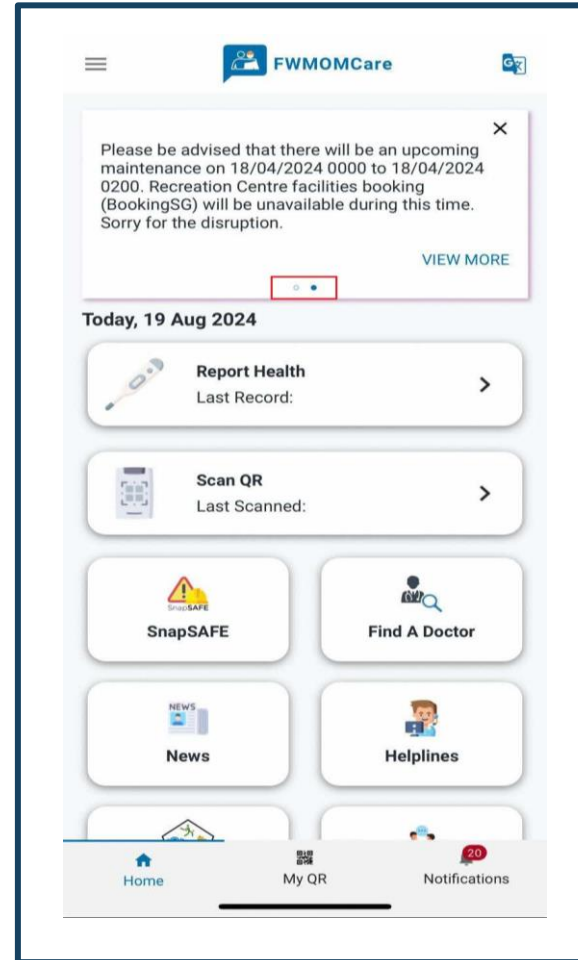 FWMOMCare
Please be advised that there will be an upcoming
maintenance on 18/04/2024 0000 to 18/04/2024
0200. Recreation Centre facilities booking
(BookingSG) will be unavailable during this time.
Sorry for the disruption.
VIEW MORE
Today, 19 Aug 2024
Report Health
Last Record:
Scan QR
Last Scanned:
SnapSAFE
SnapSAFE
Find A Doctor
NEWS
News
Helplines
20
Home
My QR
Notifications